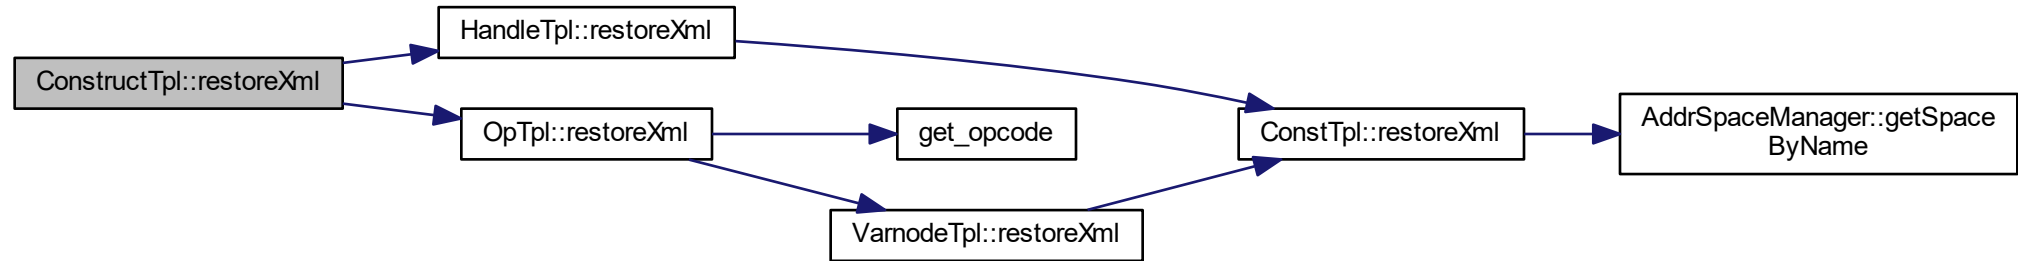 HandleTpl::restoreXml
ConstructTpl::restoreXml
OpTpl::restoreXml
get_opcode
ConstTpl::restoreXml
AddrSpaceManager::getSpace
ByName
VarnodeTpl::restoreXml